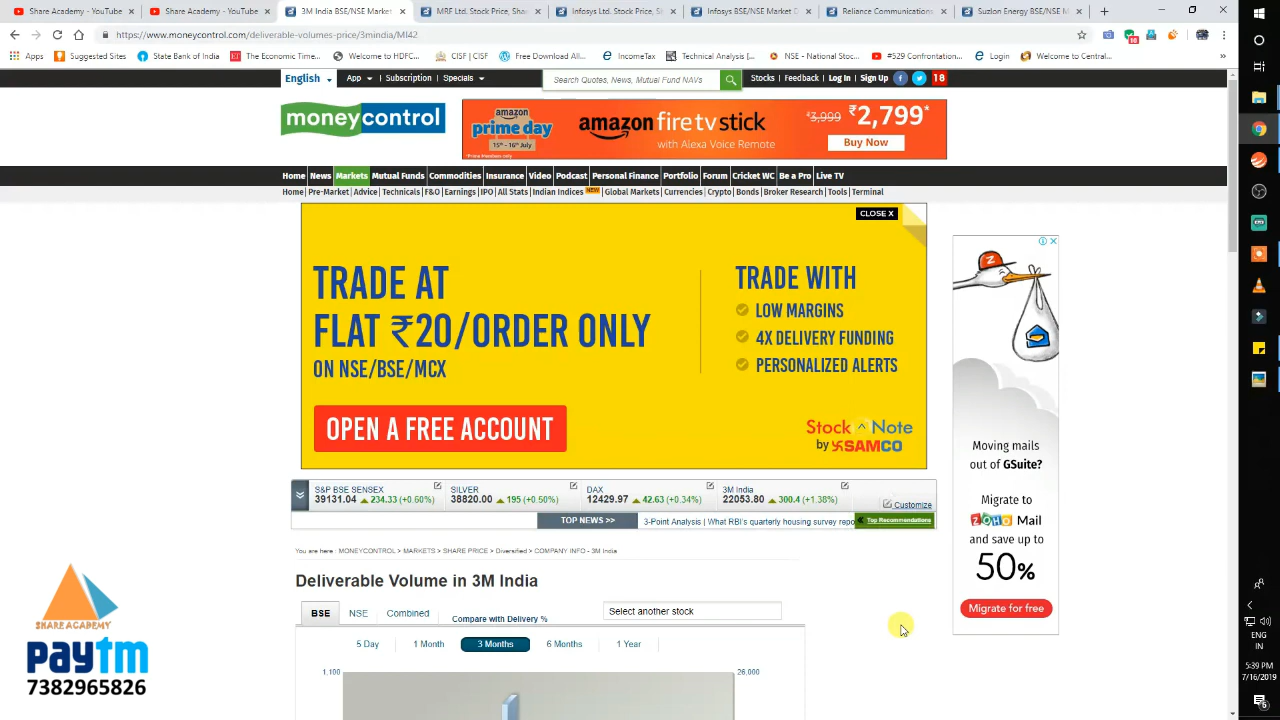 Share Academy - YouTube
Share Academy - YouTube
3M India BSE/NSE Market
MRF Ltd. Stock Price, Share
Infosys Ltd. Stock Price, S
Infosys BSE/NSE Market D
Reliance Communications
Suzlon Energy BSE/NSE M
https://www.moneycontrol.com/deliverable-volumes-price/3mindia/MI42
Apps
Suggested Sites
State Bank of India
The Economic Time...
Welcome to HDFC...
CISF | CISF
Free Download All...
IncomeTax
Technical Analysis [...
NSE - National Stoc...
#529 Confrontation...
Login
Welcome to Central...
English
App
Subscription
Specials
Search Quotes, News, Mutual Fund NAVs
Stocks
Feedback
Log In
Sign Up
18
moneycontrol
amazon
prime day
15th - 16th July
amazon fire tv stick
with Alexa Voice Remote
₹3,999 ₹2,799*
Buy Now
Home News Markets Mutual Funds Commodities Insurance Video Podcast Personal Finance Portfolio Forum Cricket WC Be a Pro Live TV
Home Pre-Market Advice Technicals F&O Earnings IPO All Stats Indian Indices NEW Global Markets Currencies Crypto Bonds Broker Research Tools Terminal
CLOSE X
TRADE AT
FLAT ₹20/ORDER ONLY
ON NSE/BSE/MCX
OPEN A FREE ACCOUNT
TRADE WITH
LOW MARGINS
4X DELIVERY FUNDING
PERSONALIZED ALERTS
Stock Note
by SAMCO
Moving mails
out of GSuite?
Migrate to
ZOHO Mail
and save up to
50%
Migrate for free
S&P BSE SENSEX
39131.04 234.33 (+0.60%)
SILVER
38820.00 195 (+0.50%)
DAX
12429.97 42.63 (+0.34%)
3M India
22053.80 300.4 (+1.38%)
Customize
TOP NEWS >>
3-Point Analysis | What RBI's quarterly housing survey repo
Top Recommendations
You are here : MONEYCONTROL > MARKETS > SHARE PRICE > Diversified > COMPANY INFO - 3M India
Deliverable Volume in 3M India
BSE
NSE
Combined
Compare with Delivery %
Select another stock
5 Day
1 Month
3 Months
6 Months
1 Year
1,100
26,000
SHARE ACADEMY
paytm
7382965826
ENG
IN
5:39 PM
7/16/2019